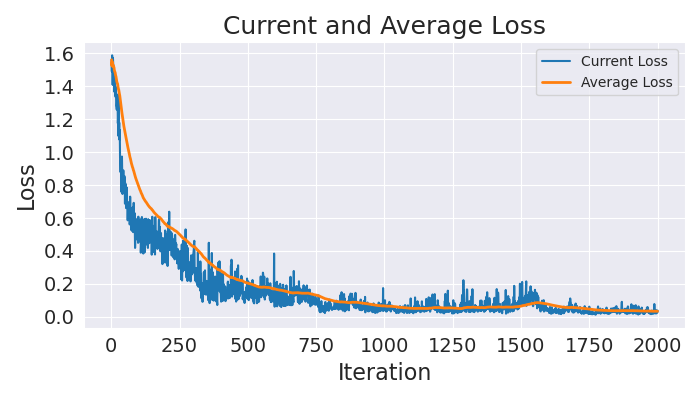 Current and Average Loss
Current Loss
Average Loss
Loss
1.6
1.4
1.2
1.0
0.8
0.6
0.4
0.2
0.0
0 250 500 750 1000 1250 1500 1750 2000
Iteration